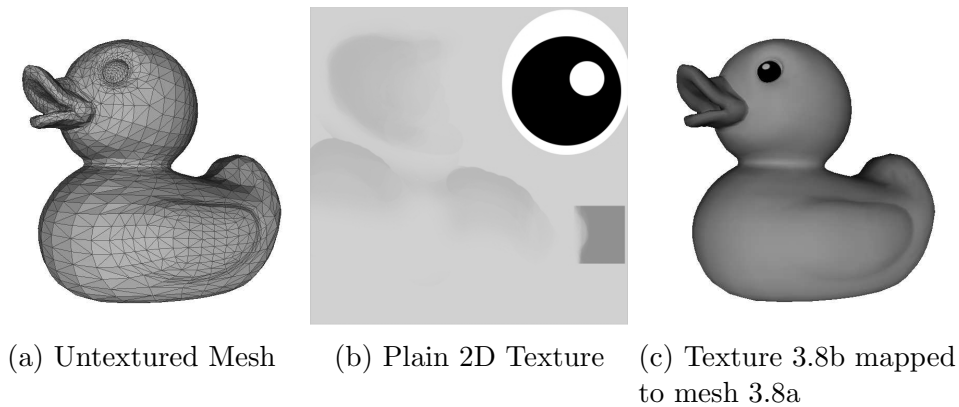 (a) Untextured Mesh
(b) Plain 2D Texture
(c) Texture 3.8b mapped
to mesh 3.8a